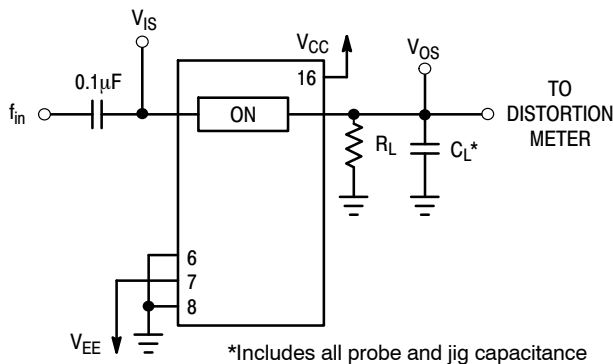 V_IS
V_CC
V_OS
16
0.1μF
f_in
ON
R_L
C_L*
TO
DISTORTION
METER
6
7
8
V_EE
*Includes all probe and jig capacitance